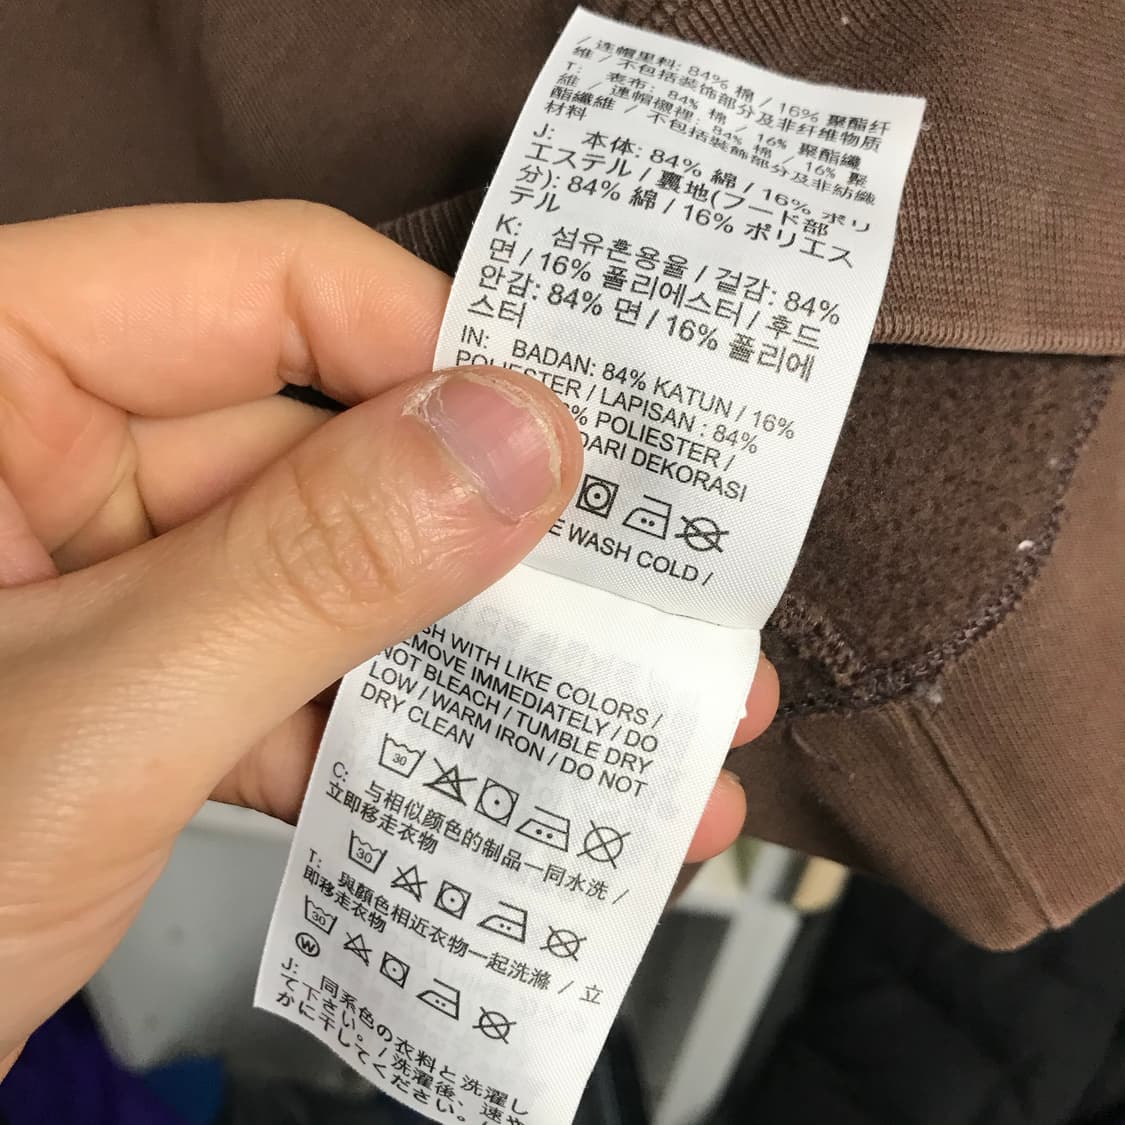 / 连帽里料: 84% 棉 / 16% 聚酯纤
维 / 不包括装饰部分及非纤维物质
T: 表布: 84% 棉 / 16% 聚酯纖
維 / 連帽襯裡: 84% 棉 / 16% 聚
酯纖維 / 不包括裝飾部分及非紡織
材料
J: 本体: 84% 綿 / 16% ポリ
エステル / 裏地(フード部
分): 84% 綿 / 16% ポリエス
テル
K: 섬유혼용율 / 겉감: 84%
면 / 16% 폴리에스터 / 후드
안감: 84% 면 / 16% 폴리에
스터
IN: BADAN: 84% KATUN / 16%
POLIESTER / LAPISAN : 84%
% POLIESTER /
DARI DEKORASI
WASH COLD /
WITH LIKE COLORS /
REMOVE IMMEDIATELY / DO
NOT BLEACH / TUMBLE DRY
LOW / WARM IRON / DO NOT
DRY CLEAN
30
C: 与相似颜色的制品一同水洗 /
立即移走衣物
30
T: 與顏色相近衣物一起洗滌 / 立
即移走衣物
30
W
J: 同系色の衣料と洗濯し
て下さい。/ 洗濯後、速や
かに干してください。/